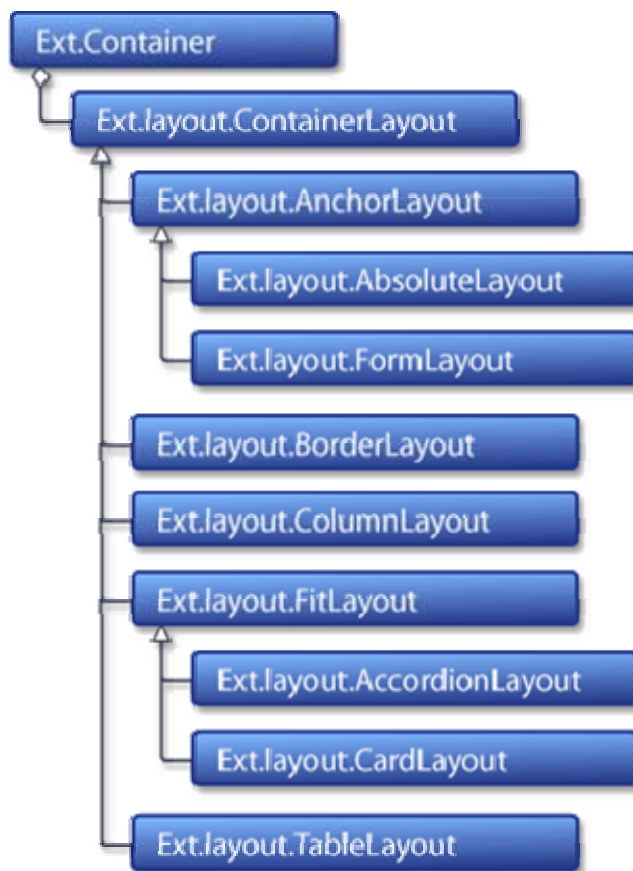 Ext.Container
Ext.layout.ContainerLayout
Ext.layout.AnchorLayout
Ext.layout.AbsoluteLayout
Ext.layout.FormLayout
Ext.layout.BorderLayout
Ext.layout.ColumnLayout
Ext.layout.FitLayout
Ext.layout.AccordionLayout
Ext.layout.CardLayout
Ext.layout.TableLayout